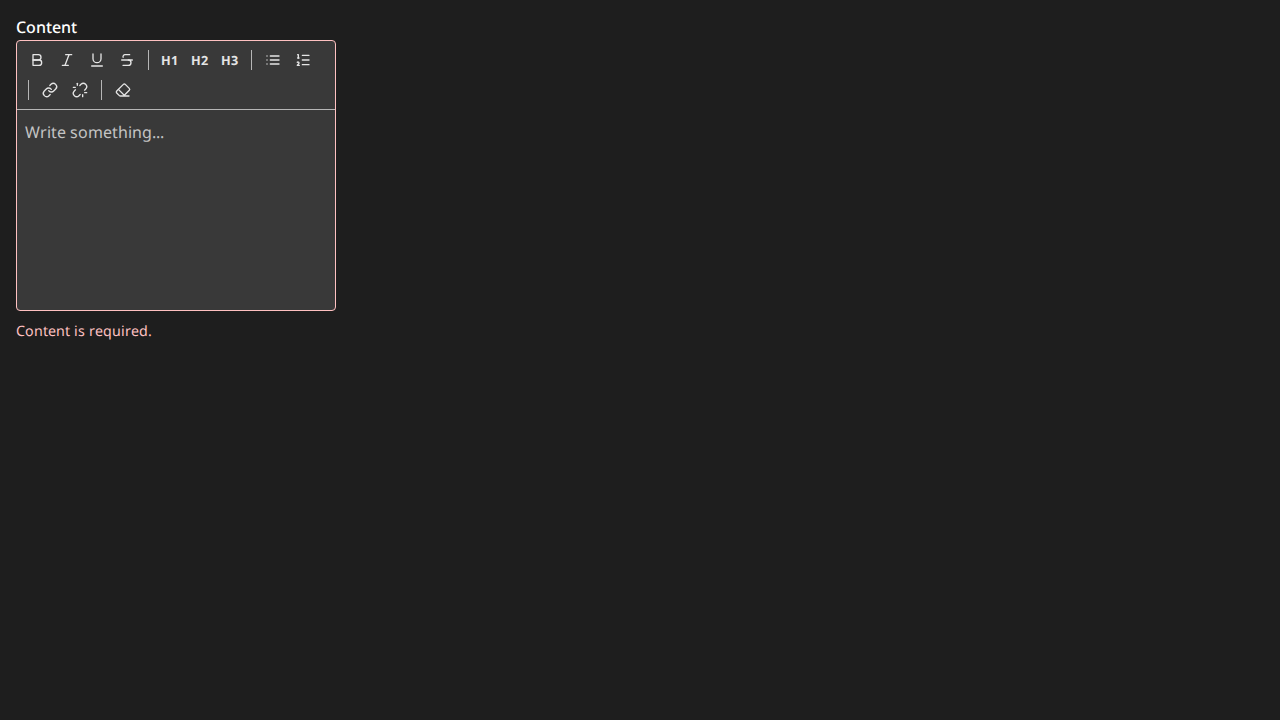 Content
H1 H2 H3
Write something...
Content is required.